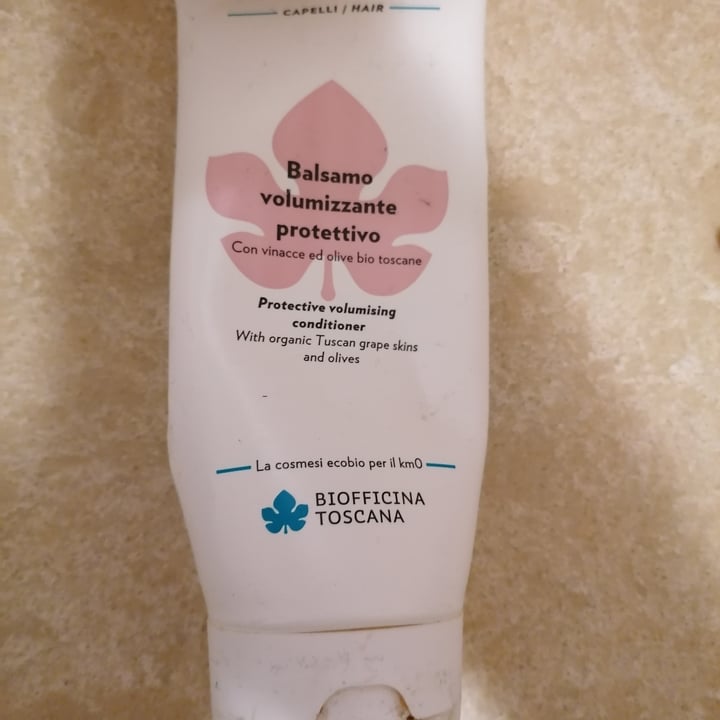 CAPELLI / HAIR
Balsamo
volumizzante
protettivo
Con vinacce ed olive bio toscane
Protective volumising
conditioner
With organic Tuscan grape skins
and olives
La cosmesi ecobio per il km0
BIOFFICINA
TOSCANA